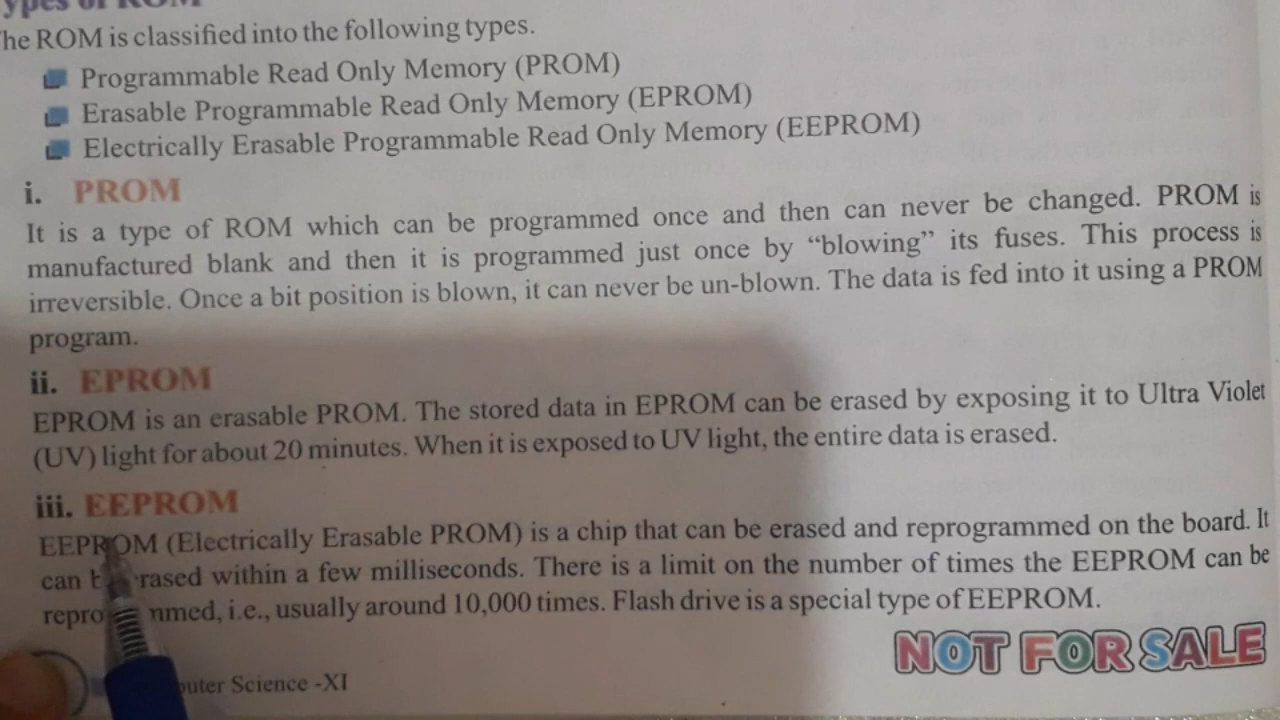 ypes of ROM
he ROM is classified into the following types.
Programmable Read Only Memory (PROM)
Erasable Programmable Read Only Memory (EPROM)
Electrically Erasable Programmable Read Only Memory (EEPROM)
i. PROM
It is a type of ROM which can be programmed once and then can never be changed. PROM is
manufactured blank and then it is programmed just once by “blowing” its fuses. This process is
irreversible. Once a bit position is blown, it can never be un-blown. The data is fed into it using a PROM
program.
ii. EPROM
EPROM is an erasable PROM. The stored data in EPROM can be erased by exposing it to Ultra Violet
(UV) light for about 20 minutes. When it is exposed to UV light, the entire data is erased.
iii. EEPROM
EEPROM (Electrically Erasable PROM) is a chip that can be erased and reprogrammed on the board. It
can rased within a few milliseconds. There is a limit on the number of times the EEPROM can be
repro mmed, i.e., usually around 10,000 times. Flash drive is a special type of EEPROM.
NOT FOR SALE
uter Science -XI